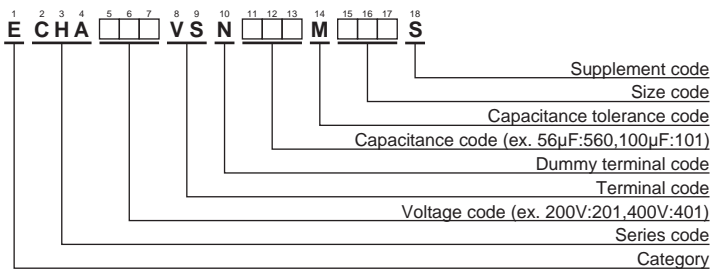 1 2 3 4 5 6 7 8 9 10 11 12 13 14 15 16 17 18
E CHA VS N M S
Supplement code
Size code
Capacitance tolerance code
Capacitance code (ex. 56µF:560,100µF:101)
Dummy terminal code
Terminal code
Voltage code (ex. 200V:201,400V:401)
Series code
Category